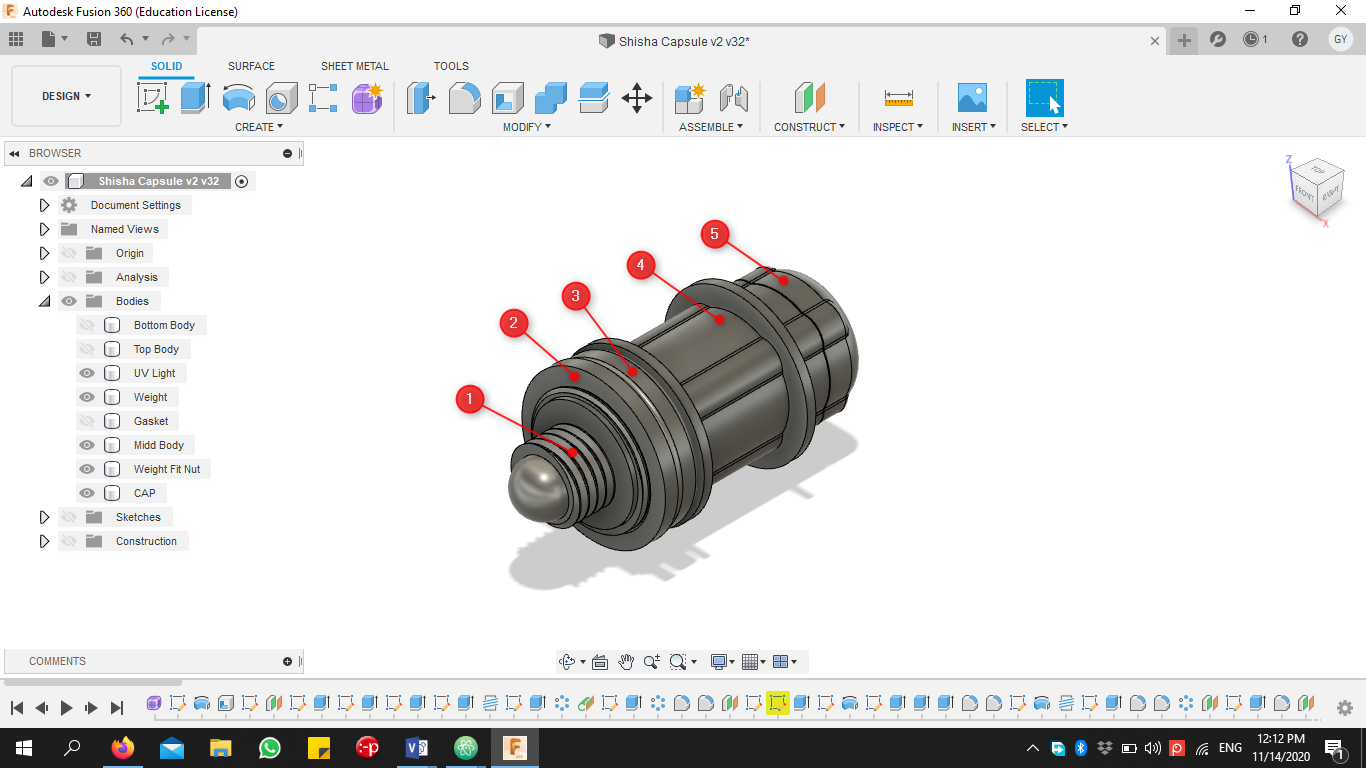 Autodesk Fusion 360 (Education License)
Shisha Capsule v2 v32*
1
GY
SOLID
SURFACE
SHEET METAL
TOOLS
DESIGN
CREATE
MODIFY
ASSEMBLE
CONSTRUCT
INSPECT
INSERT
SELECT
BROWSER
Shisha Capsule v2 v32
Document Settings
Named Views
Origin
Analysis
Bodies
Bottom Body
Top Body
UV Light
Weight
Gasket
Midd Body
Weight Fit Nut
CAP
Sketches
Construction
5
4
3
2
1
Z
TOP
FRONT
RIGHT
X
COMMENTS
ENG
12:12 PM
11/14/2020
1